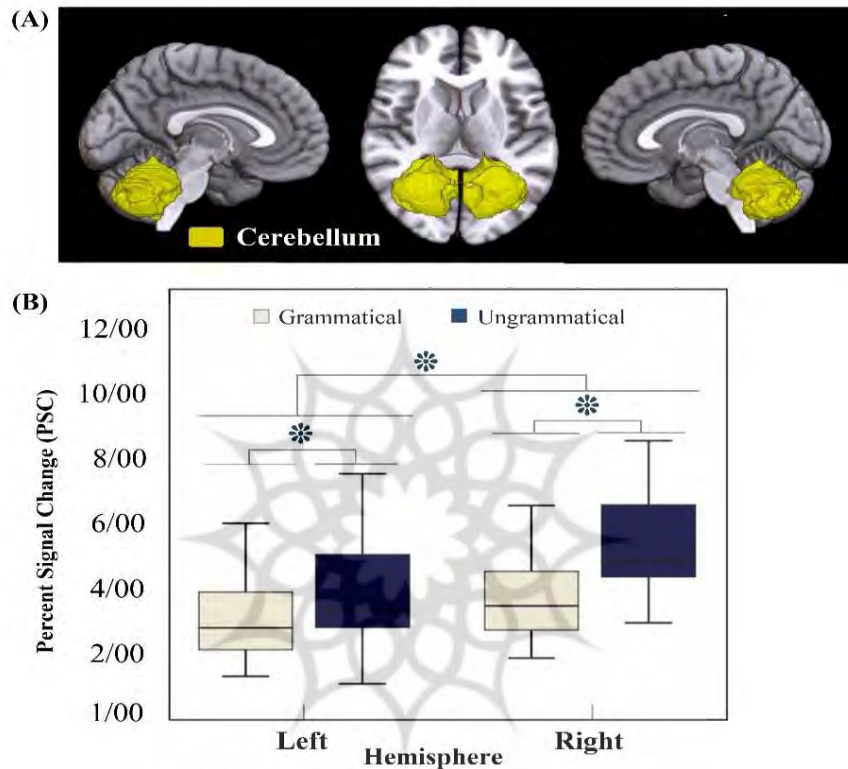 (A)
Cerebellum
(B)
Grammatical Ungrammatical
12/00
10/00
8/00
6/00
4/00
2/00
1/00
Percent Signal Change (PSC)
Left Right
Hemisphere